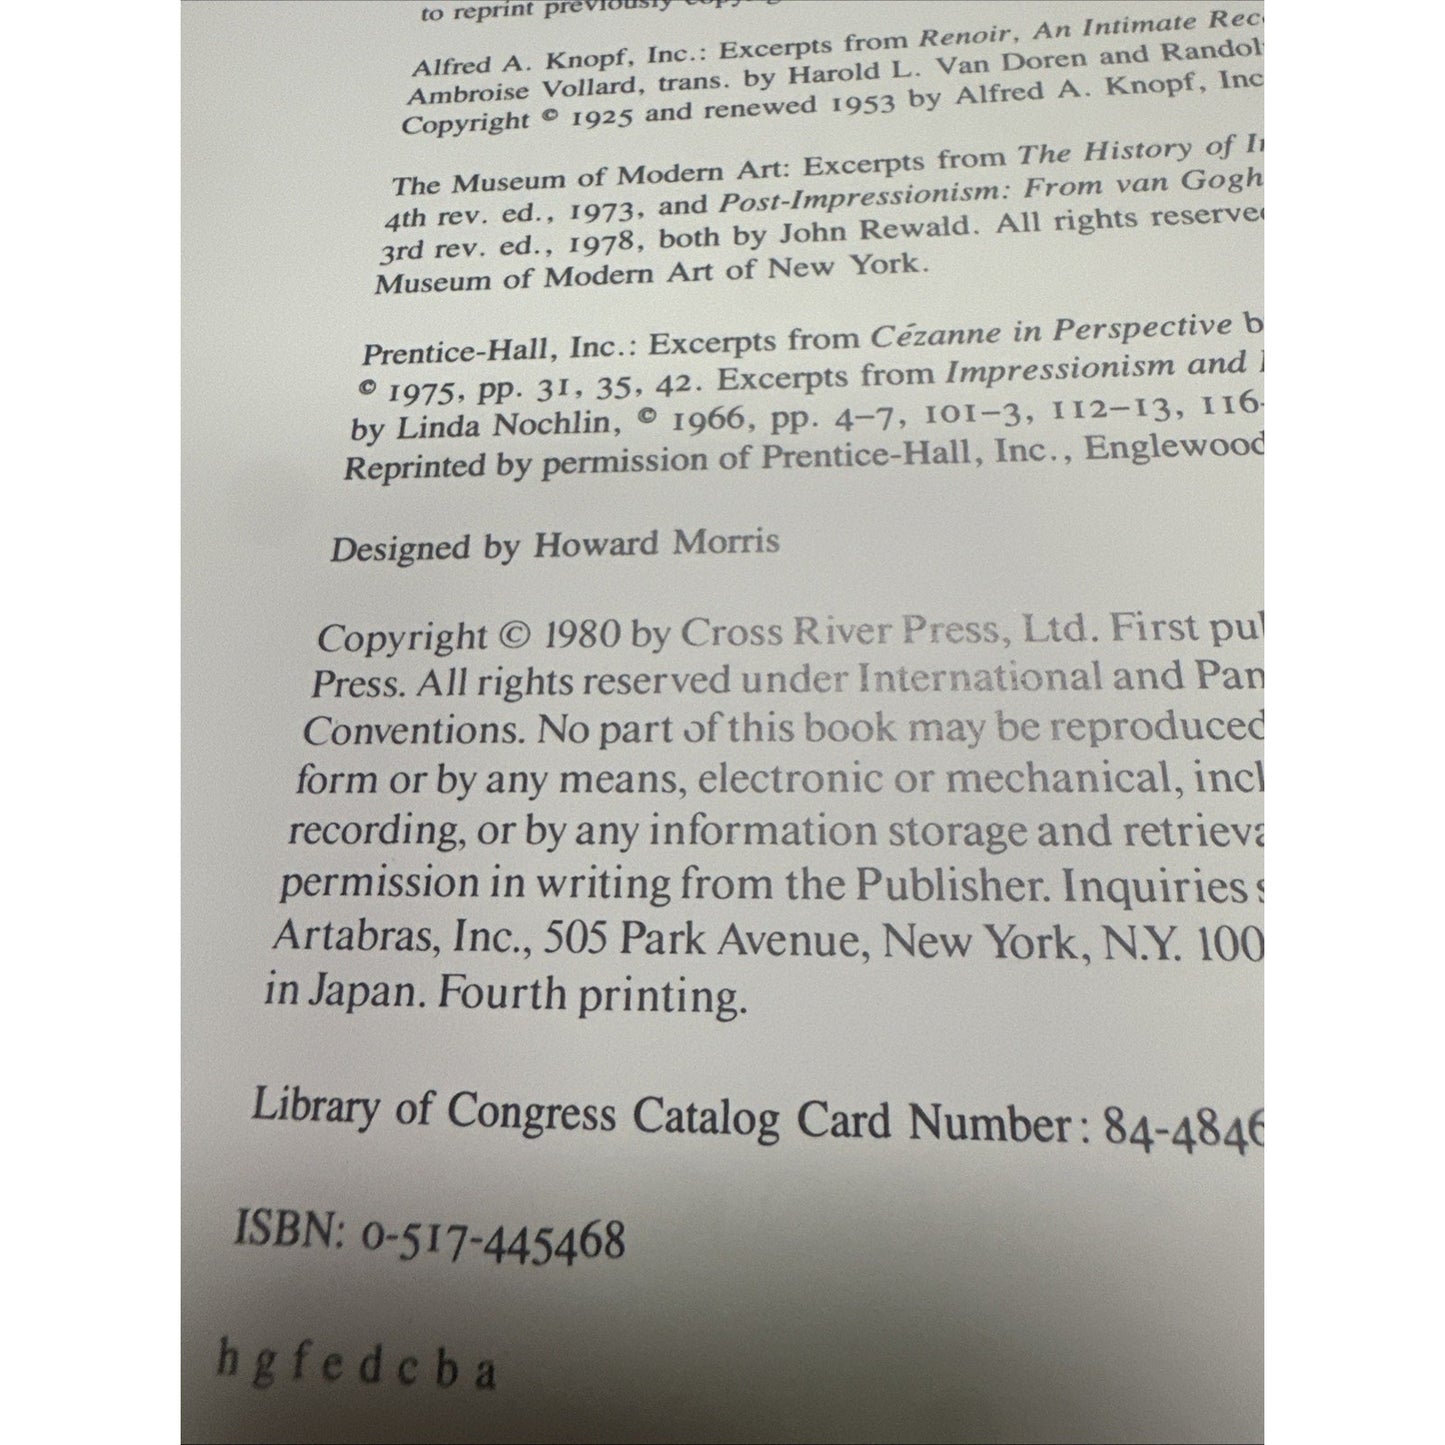 to reprint previously
Alfred A. Knopf, Inc.: Excerpts from Renoir, An Intimate Rec
Ambroise Vollard, trans. by Harold L. Van Doren and Randol
Copyright © 1925 and renewed 1953 by Alfred A. Knopf, Inc
The Museum of Modern Art: Excerpts from The History of I
4th rev. ed., 1973, and Post-Impressionism: From van Gogh
3rd rev. ed., 1978, both by John Rewald. All rights reserved
Museum of Modern Art of New York.
Prentice-Hall, Inc.: Excerpts from Cézanne in Perspective b
© 1975, pp. 31, 35, 42. Excerpts from Impressionism and
by Linda Nochlin, © 1966, pp. 4–7, 101–3, 112–13, 116-
Reprinted by permission of Prentice-Hall, Inc., Englewood
Designed by Howard Morris
Copyright © 1980 by Cross River Press, Ltd. First pu
Press. All rights reserved under International and Pan
Conventions. No part of this book may be reproduced
form or by any means, electronic or mechanical, incl
recording, or by any information storage and retrieva
permission in writing from the Publisher. Inquiries s
Artabras, Inc., 505 Park Avenue, New York, N.Y. 100
in Japan. Fourth printing.
Library of Congress Catalog Card Number: 84-4846
ISBN: 0-517-445468
h g f e d c b a